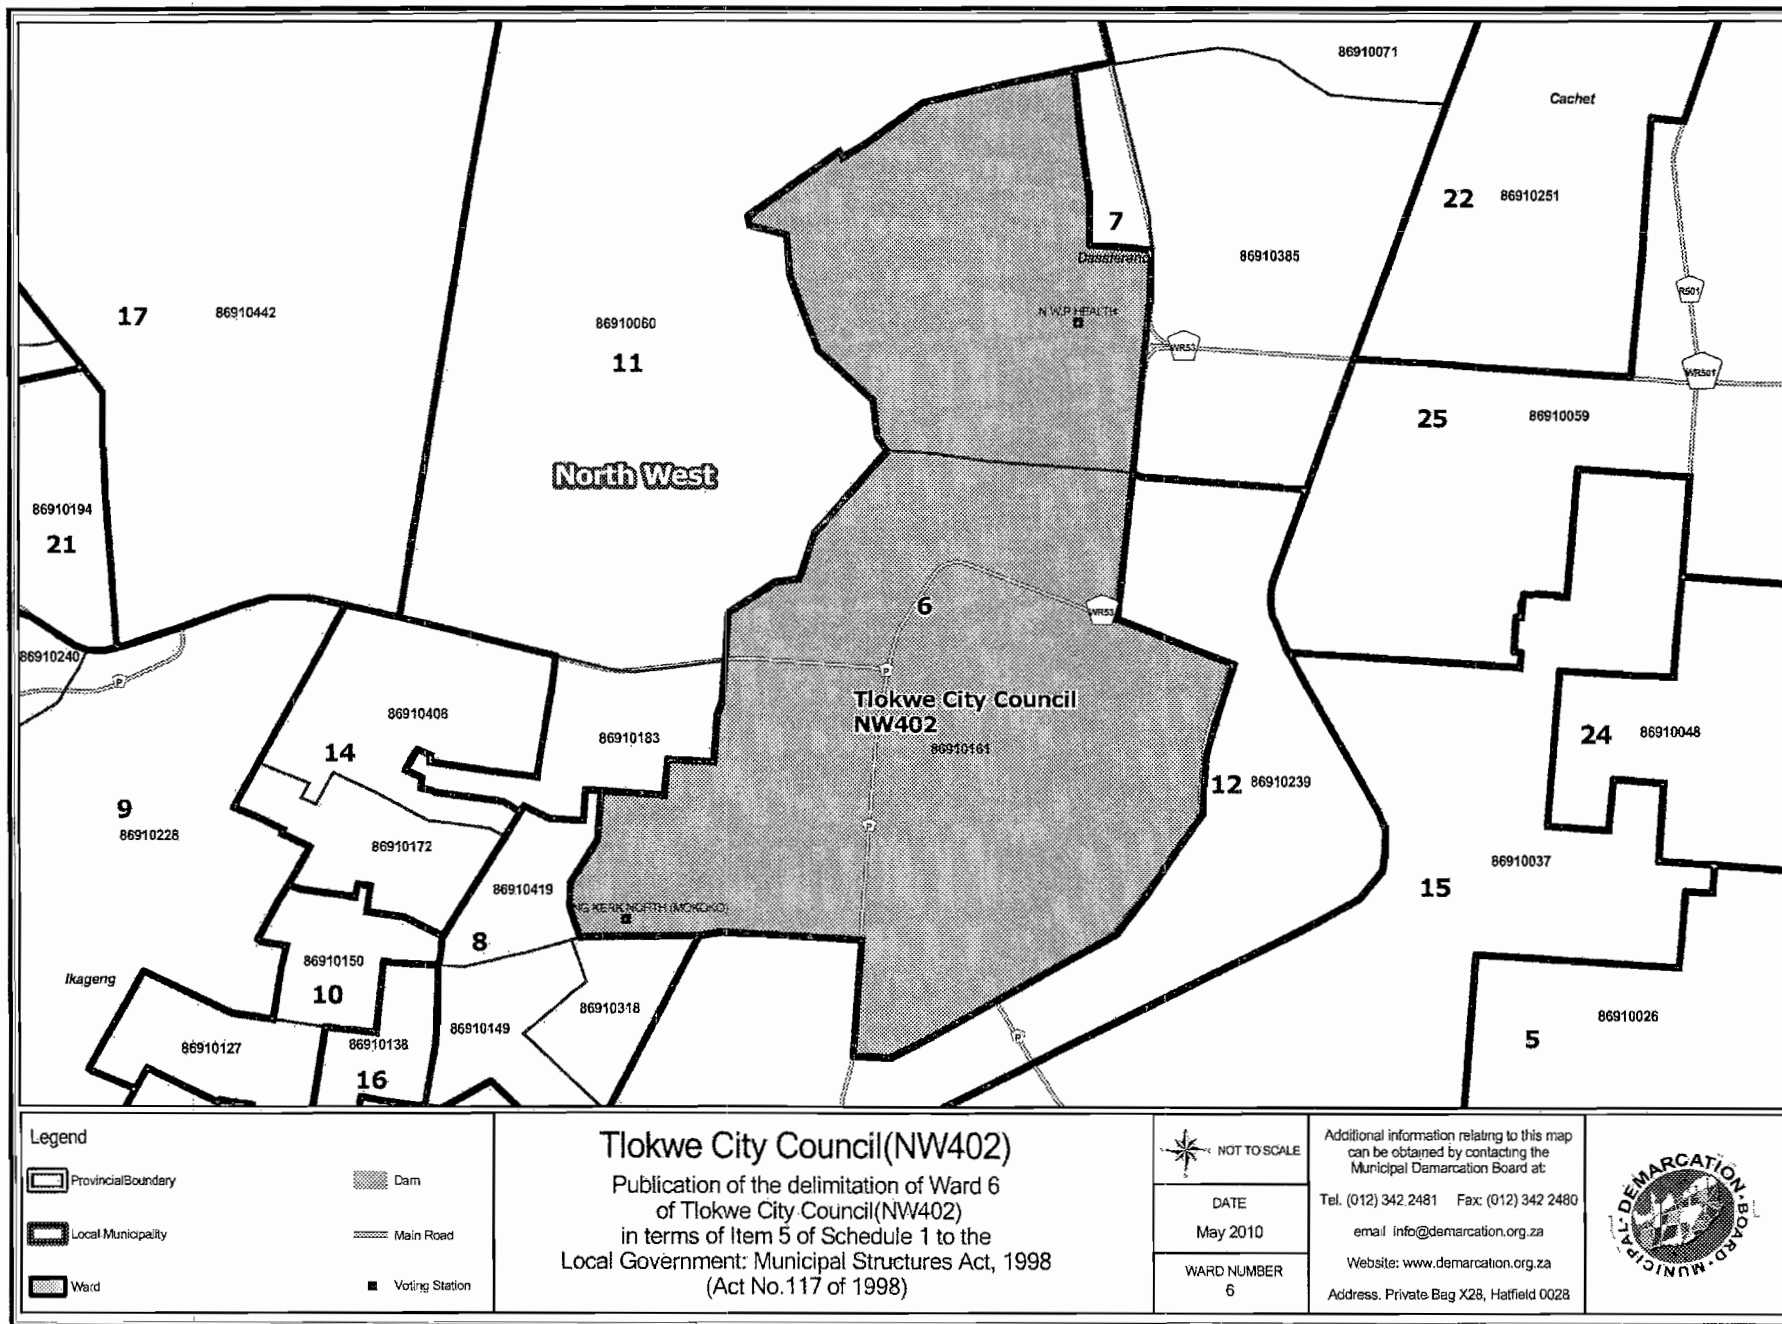 86910071
Cachet
22
86910251
7
Dassierand
86910385
R501
17
86910442
N.W.P HEALTH
86910060
WR53
11
WR501
25
86910059
North West
86910194
21
6
WR53
86910240
P
P
Tlokwe City Council
NW402
86910408
86910183
24
86910048
14
86910161
12
86910239
9
86910228
P
86910172
86910037
15
86910419
NG KERK NORTH (MOKOKO)
8
86910150
Ikageng
10
86910318
86910149
86910026
86910127
86910138
P
5
16
Legend
Provincial Boundary
Dam
Local Municipality
Main Road
Ward
Voting Station
Tlokwe City Council(NW402)
Publication of the delimitation of Ward 6
of Tlokwe City Council(NW402)
in terms of Item 5 of Schedule 1 to the
Local Government: Municipal Structures Act, 1998
(Act No.117 of 1998)
NOT TO SCALE
DATE
May 2010
WARD NUMBER
6
Additional information relating to this map
can be obtained by contacting the
Municipal Demarcation Board at:
Tel. (012) 342 2481 Fax: (012) 342 2480
email info@demarcation.org.za
Website: www.demarcation.org.za
Address. Private Bag X28, Hatfield 0028
MUNICIPAL DEMARCATION BOARD